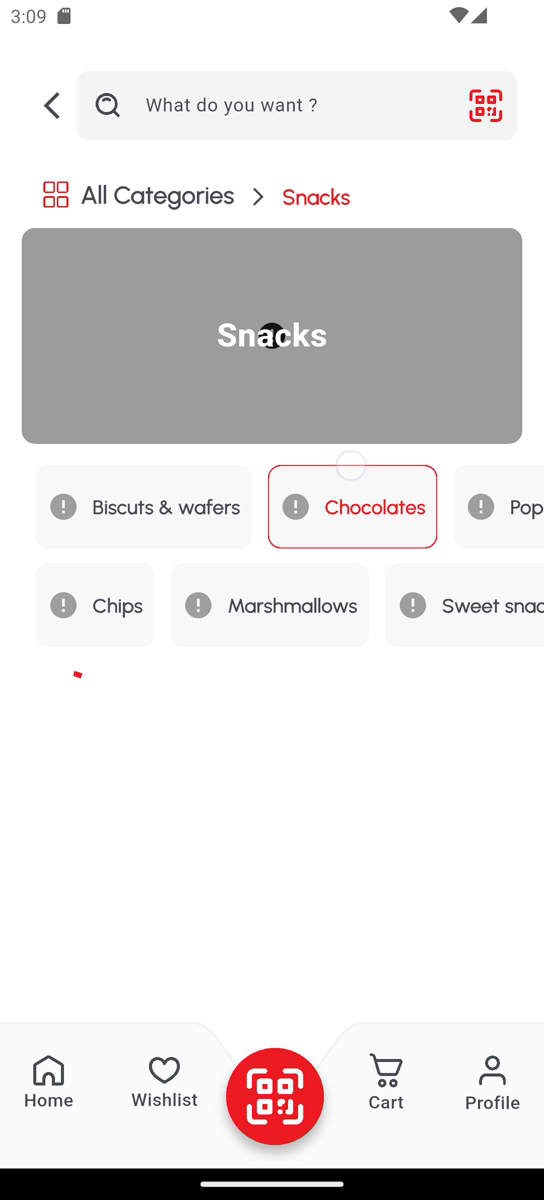 3:09
What do you want ?
All Categories > Snacks
Snacks
Biscuts & wafers
Chocolates
Pop
Chips
Marshmallows
Sweet snac
Home
Wishlist
Cart
Profile